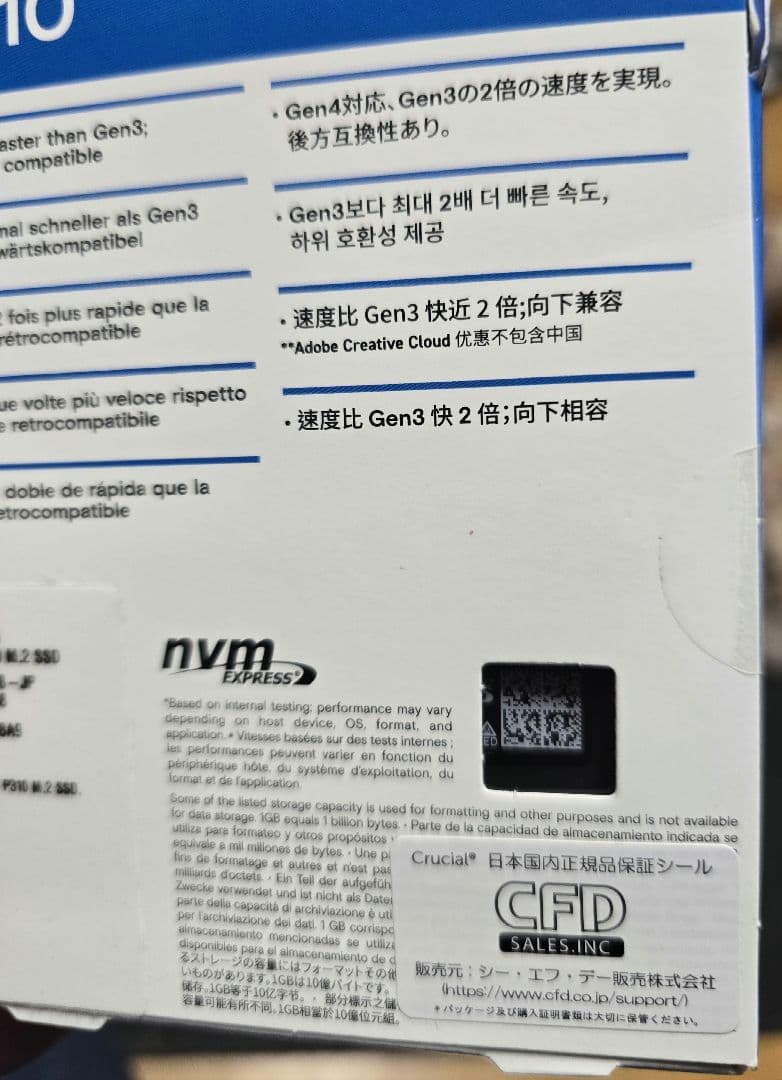 10
aster than Gen3;
compatible
nal schneller als Gen3
wärtskompatibel
fois plus rapide que la
rétrocompatible
ue volte più veloce rispetto
e retrocompatibile
doble de rápida que la
etrocompatible
・Gen4対応、Gen3の2倍の速度を実現。
後方互換性あり。
・Gen3보다 최대 2배 더 빠른 속도,
하위 호환성 제공
・速度比 Gen3 快近 2 倍;向下兼容
**Adobe Creative Cloud 优惠不包含中国
・速度比 Gen3 快 2 倍;向下相容
M.2 SSD
-JP
P310 M.2 SSD.
nvm
EXPRESS®
*Based on internal testing; performance may vary
depending on host device, OS, format, and
application. • Vitesses basées sur des tests internes ;
les performances peuvent varier en fonction du
périphérique hôte, du système d'exploitation, du
format et de l'application.
ED
Some of the listed storage capacity is used for formatting and other purposes and is not available
for data storage. 1GB equals 1 billion bytes. • Parte de la capacidad de almacenamiento indicada se
utiliza para formateo y otros propósitos
equivale a mil millones de bytes. • Une p
fins de formatage et autres et n'est pas
milliards d'octets. • Ein Teil der aufgefüh
Zwecke verwendet und ist nicht als Date
parte della capacità di archiviazione è uti
per l'archiviazione dei dati. 1 GB corrispo
almacenamiento mencionadas se utiliza
disponibles para el almacenamiento de d
るストレージの容量にはフォーマットその他
いものがあります。1GBは10億バイトです。
储存。1GB等于10亿字节。 • 部分標示之儲
容量可能有所不同。1GB相當於10億位元組。
Crucial® 日本国内正規品保証シール
CFD
SALES.INC
販売元:シー・エフ・デー販売株式会社
(https://www.cfd.co.jp/support/)
*パッケージ及び購入証明書類は大切に保管ください。